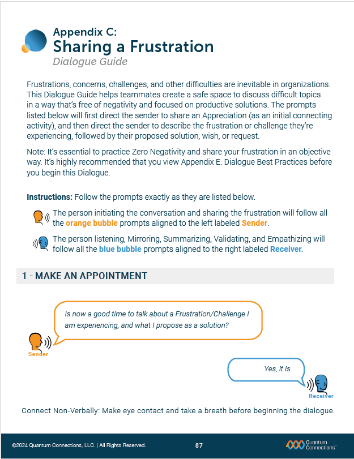 Appendix C:
Sharing a Frustration
Dialogue Guide
Frustrations, concerns, challenges, and other difficulties are inevitable in organizations.
This Dialogue Guide helps teammates create a safe space to discuss difficult topics
in a way that's free of negativity and focused on productive solutions. The prompts
listed below will first direct the sender to share an Appreciation (as an initial connecting
activity), and then direct the sender to describe the frustration or challenge they're
experiencing, followed by their proposed solution, wish, or request.
Note: It's essential to practice Zero Negativity and share your frustration in an objective
way. It's highly recommended that you view Appendix E. Dialogue Best Practices before
you begin this Dialogue.
Instructions: Follow the prompts exactly as they are listed below.
The person initiating the conversation and sharing the frustration will follow all
the orange bubble prompts aligned to the left labeled Sender.
The person listening, Mirroring, Summarizing, Validating, and Empathizing will
follow all the blue bubble prompts aligned to the right labeled Receiver.
1 - MAKE AN APPOINTMENT
Is now a good time to talk about a Frustration/Challenge I
am experiencing, and what I propose as a solution?
Sender
Yes, it is
Receiver
Connect Non-Verbally: Make eye contact and take a breath before beginning the dialogue.
©2024 Quantum Connections, LLC. | All Rights Reserved.
67
Quantum
Connections